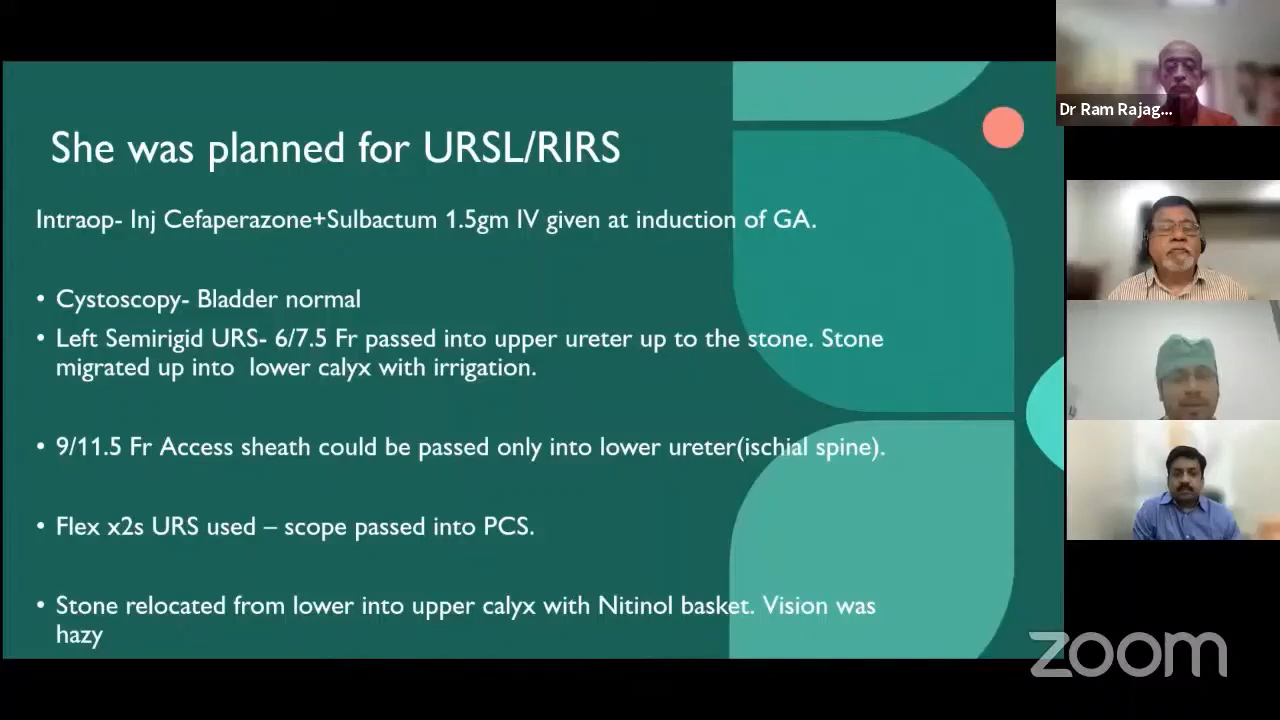 She was planned for URSL/RIRS
Intraop- Inj Cefaperazone+Sulbactum 1.5gm IV given at induction of GA.
• Cystoscopy- Bladder normal
• Left Semirigid URS- 6/7.5 Fr passed into upper ureter up to the stone. Stone
migrated up into lower calyx with irrigation.
• 9/11.5 Fr Access sheath could be passed only into lower ureter(ischial spine).
• Flex x2s URS used – scope passed into PCS.
• Stone relocated from lower into upper calyx with Nitinol basket. Vision was
hazy
Dr Ram Rajag...
zoom